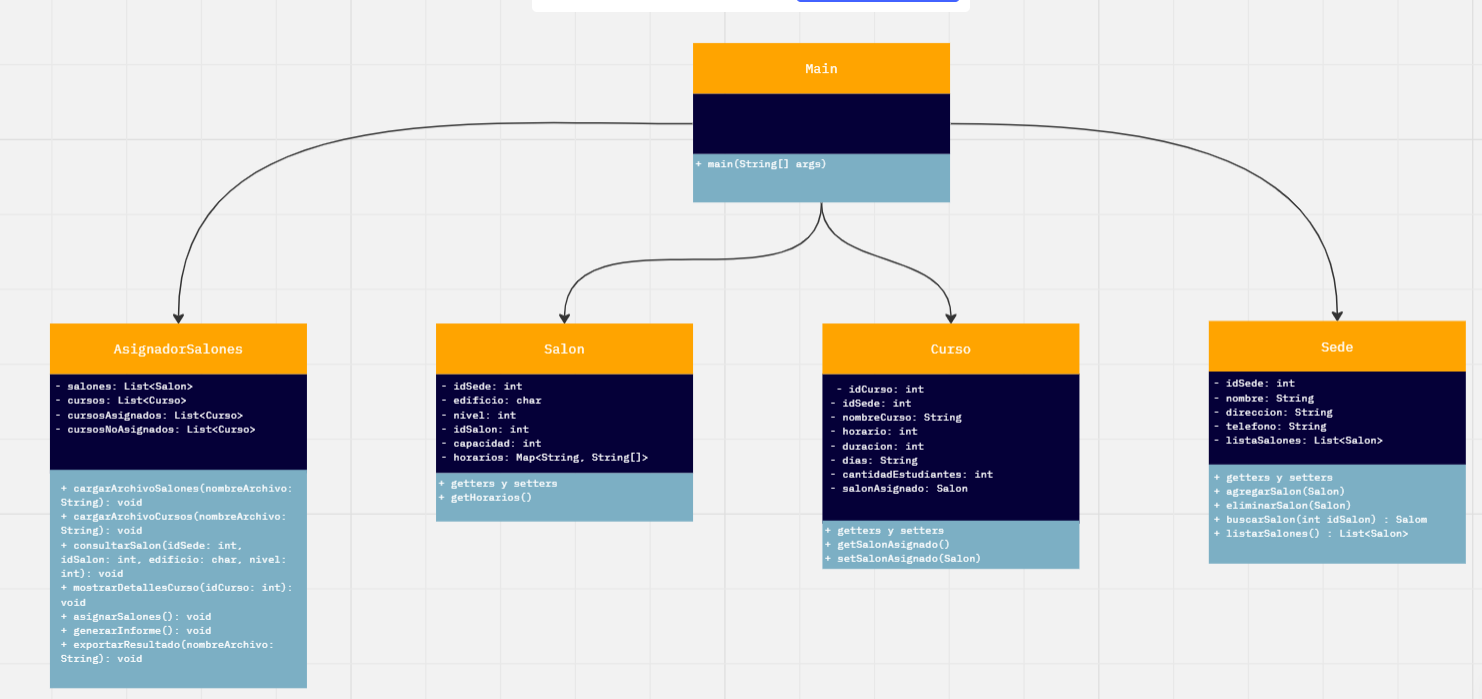 Main
+ main(String[] args)
AsignadorSalones
- salones: List<Salon>
- cursos: List<Curso>
- cursosAsignados: List<Curso>
- cursosNoAsignados: List<Curso>
+ cargarArchivoSalones(nombreArchivo:
String): void
+ cargarArchivoCursos(nombreArchivo:
String): void
+ consultarSalon(idSede: int,
idSalon: int, edificio: char, nivel:
int): void
+ mostrarDetallesCurso(idCurso: int):
void
+ asignarSalones(): void
+ generarInforme(): void
+ exportarResultado(nombreArchivo:
String): void
Salon
- idSede: int
- edificio: char
- nivel: int
- idSalon: int
- capacidad: int
- horarios: Map<String, String[]>
+ getters y setters
+ getHorarios()
Curso
- idCurso: int
- idSede: int
- nombreCurso: String
- horario: int
- duracion: int
- dias: String
- cantidadEstudiantes: int
- salonAsignado: Salon
+ getters y setters
+ getSalonAsignado()
+ setSalonAsignado(Salon)
Sede
- idSede: int
- nombre: String
- direccion: String
- telefono: String
- listaSalones: List<Salon>
+ getters y setters
+ agregarSalon(Salon)
+ eliminarSalon(Salon)
+ buscarSalon(int idSalon) : Salom
+ listarSalones() : List<Salon>